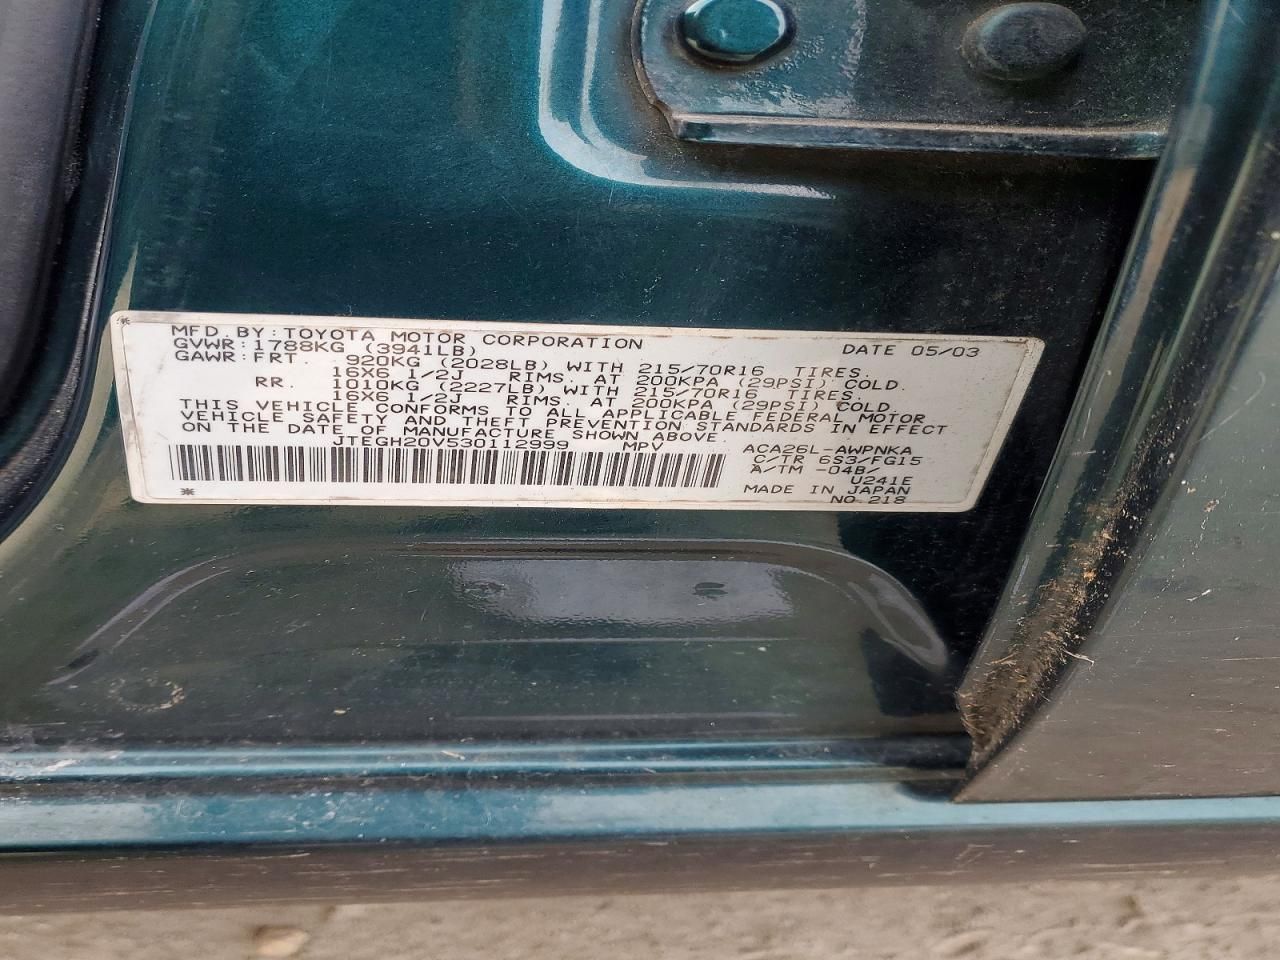 MFD. BY: TOYOTA MOTOR CORPORATION DATE 05/03
GVWR: 1788KG (3941LB)
GAWR: FRT. 920KG (2028LB) WITH 215/70R16 TIRES.
16X6 1/2J RIMS. AT 200KPA (29PSI) COLD.
RR. 1010KG (2227LB) WITH 215/70R16 TIRES.
16X6 1/2J RIMS. AT 200KPA (29PSI) COLD.
THIS VEHICLE CONFORMS TO ALL APPLICABLE FEDERAL MOTOR
VEHICLE SAFETY AND THEFT PREVENTION STANDARDS IN EFFECT
ON THE DATE OF MANUFACTURE SHOWN ABOVE.
JTEGH20V530112999 MPV
ACA26L-AWPNKA
C/TR 6S3/FG15
A/TM -04B/
U241E
MADE IN JAPAN
NO.218